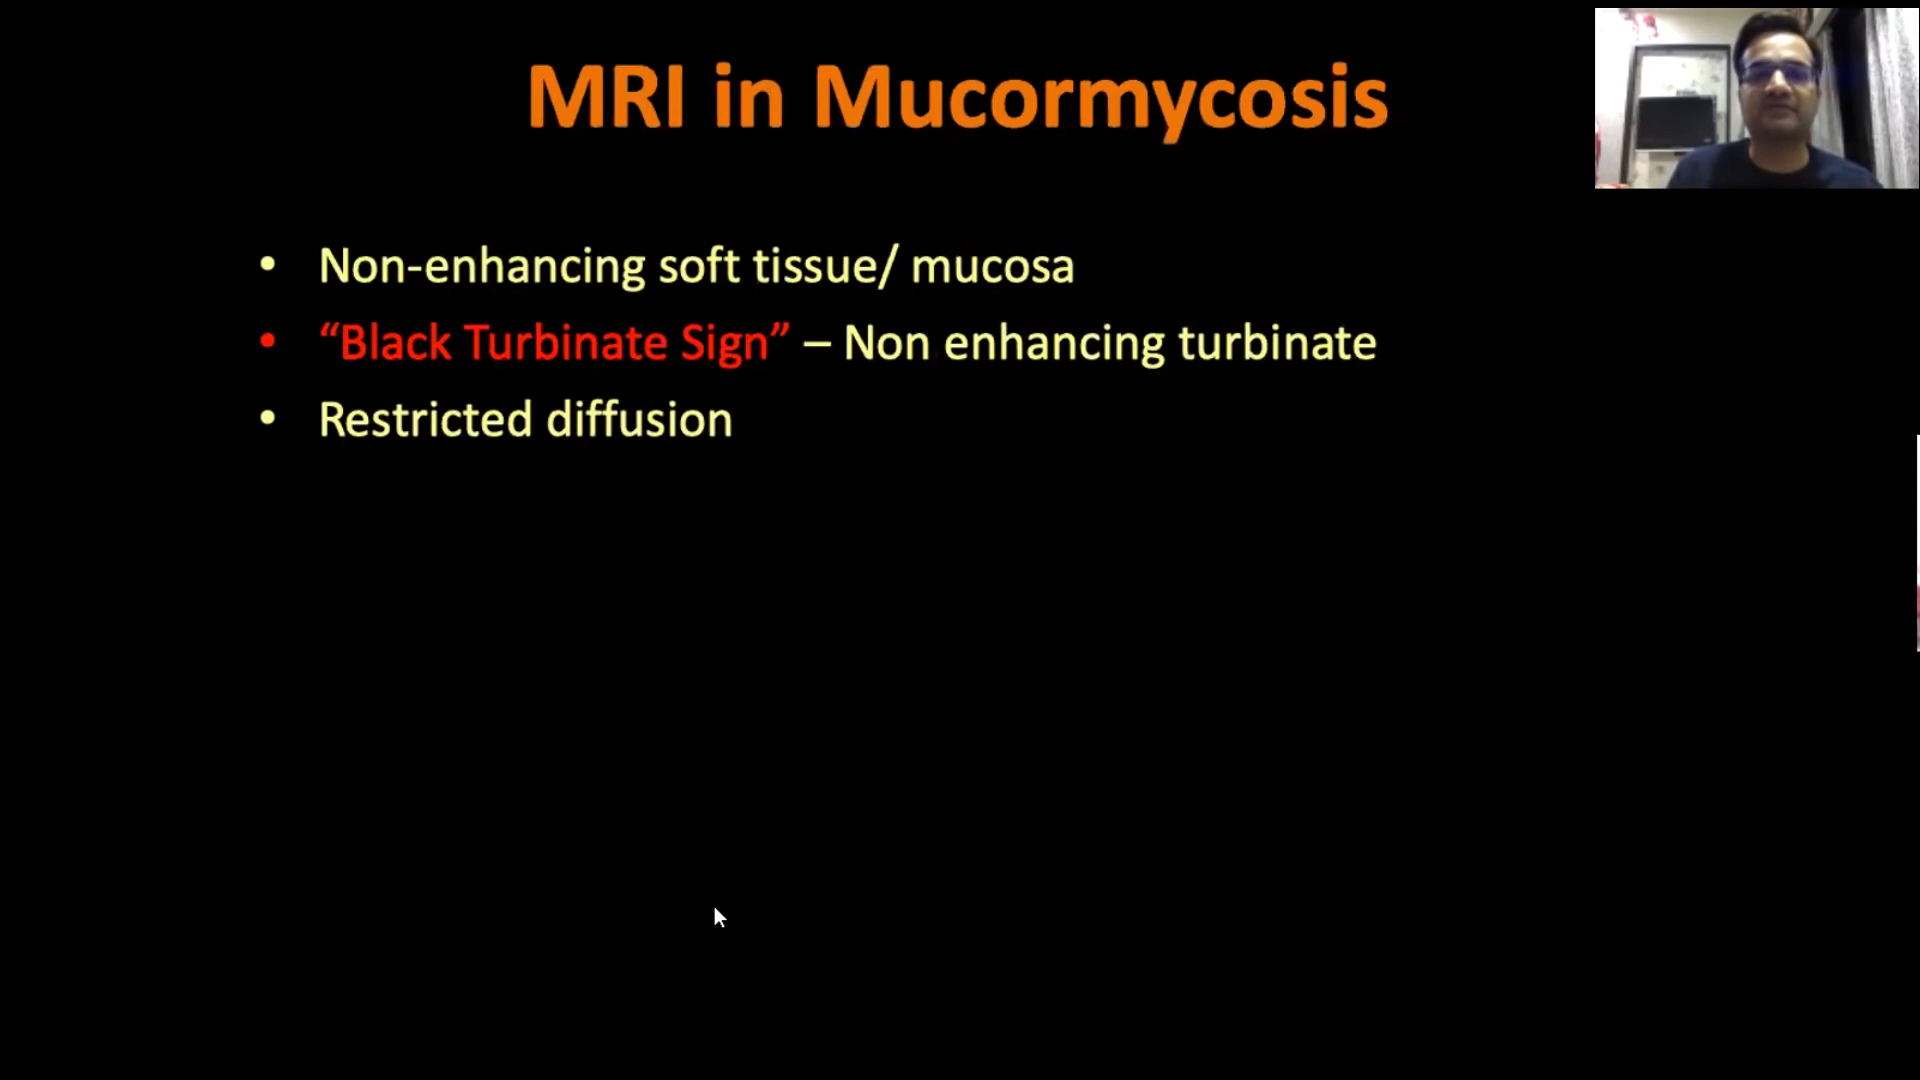 MRI in Mucormycosis
• Non-enhancing soft tissue/ mucosa
• “Black Turbinate Sign” – Non enhancing turbinate
• Restricted diffusion